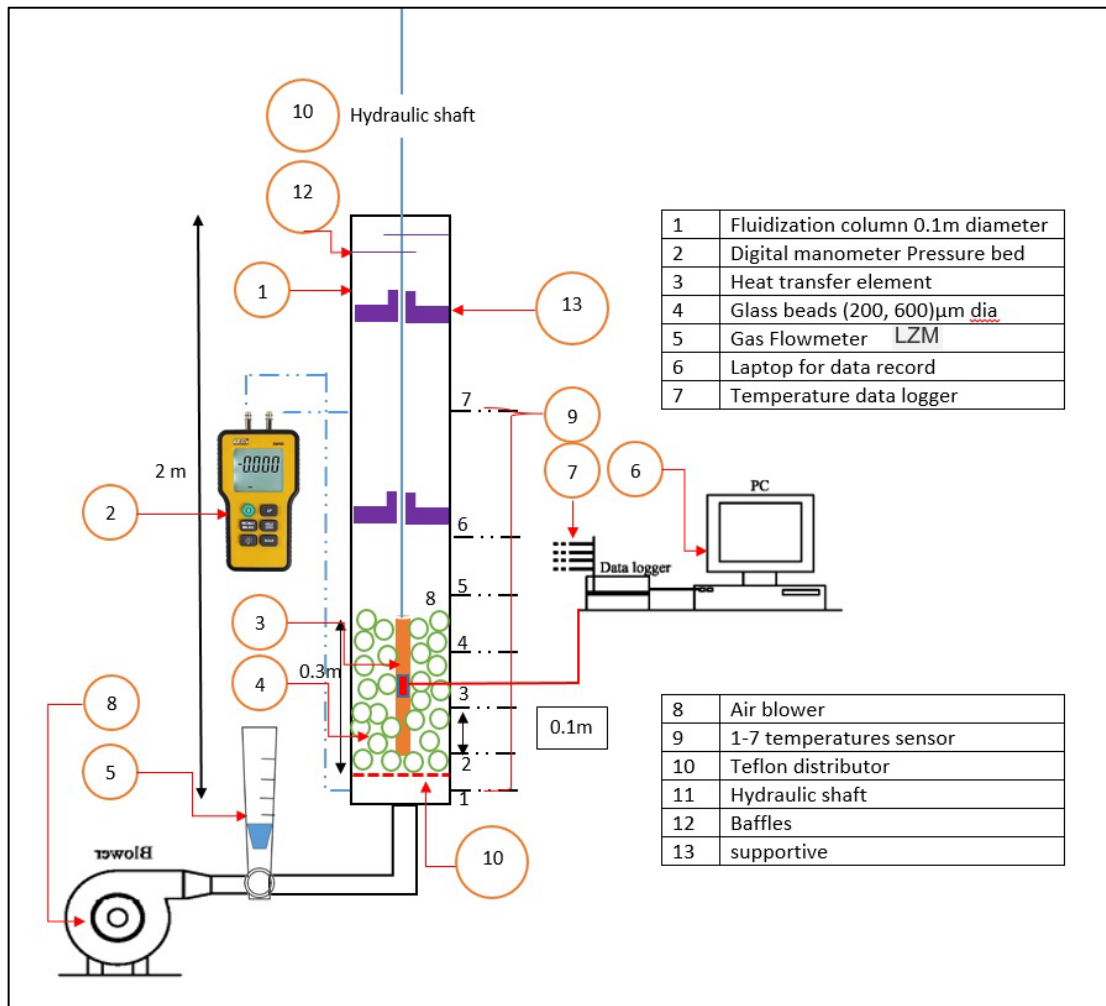 10 Hydraulic shaft
12
1
13
7
9
7
6
2 m
-0.000
2
PC
6
Data logger
5
8
3
4
0.3m
4
3
8
0.1m
2
5
1
10
Blower
1 Fluidization column 0.1m diameter
2 Digital manometer Pressure bed
3 Heat transfer element
4 Glass beads (200, 600)µm dia
5 Gas Flowmeter LZM
6 Laptop for data record
7 Temperature data logger
8 Air blower
9 1-7 temperatures sensor
10 Teflon distributor
11 Hydraulic shaft
12 Baffles
13 supportive